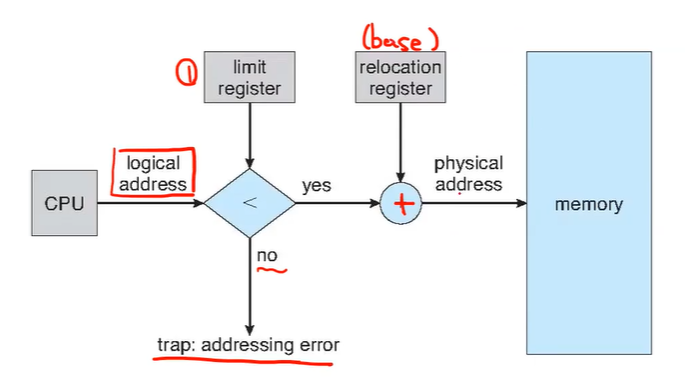 (base)
①
limit
register
relocation
register
logical
address
physical
address
CPU
<
yes
+
memory
no
trap: addressing error